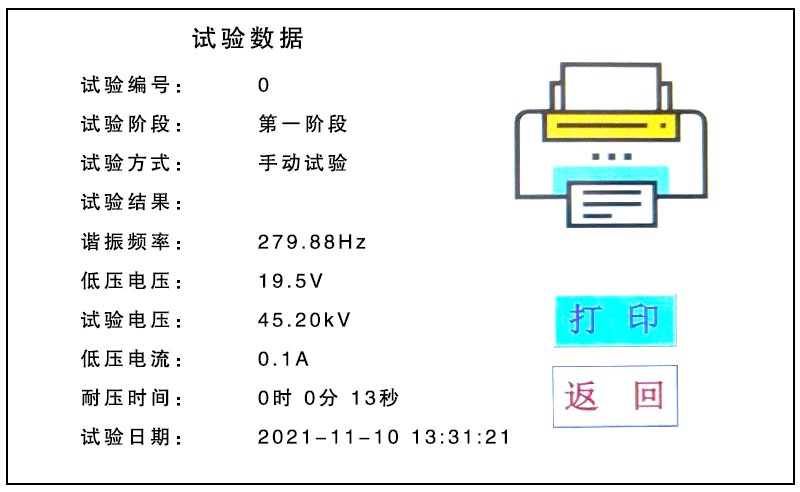 试验数据
试验编号： 0
试验阶段： 第一阶段
试验方式： 手动试验
试验结果：
谐振频率： 279.88Hz
低压电压： 19.5V
试验电压： 45.20kV
低压电流： 0.1A
耐压时间： 0时 0分 13秒
试验日期： 2021-11-10 13:31:21
打 印
返 回